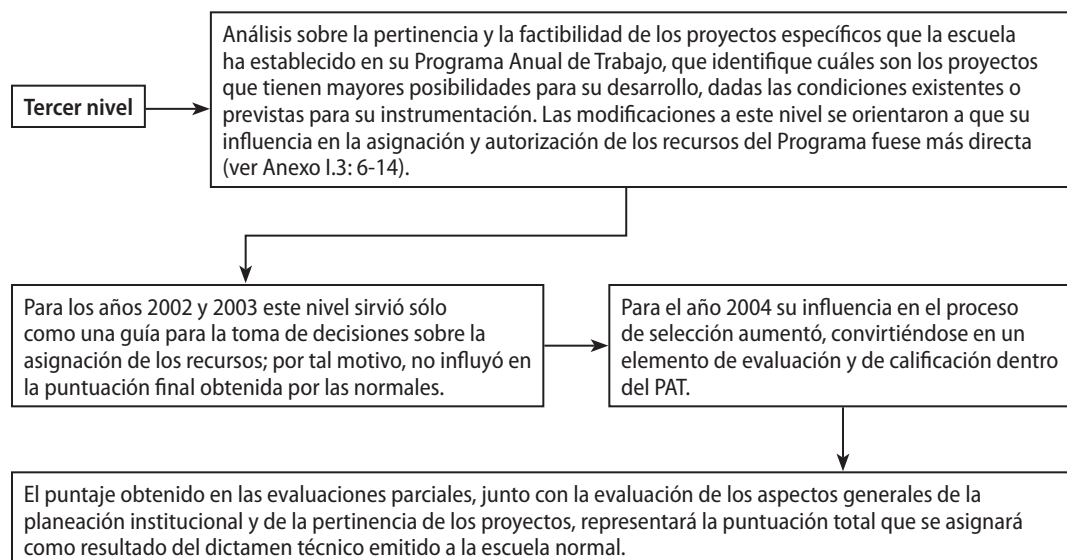 Análisis sobre la pertinencia y la factibilidad de los proyectos específicos que la escuela
ha establecido en su Programa Anual de Trabajo, que identifique cuáles son los proyectos
que tienen mayores posibilidades para su desarrollo, dadas las condiciones existentes o
previstas para su instrumentación. Las modificaciones a este nivel se orientaron a que su
influencia en la asignación y autorización de los recursos del Programa fuese más directa
(ver Anexo I.3: 6-14).
Tercer nivel
Para los años 2002 y 2003 este nivel sirvió sólo
como una guía para la toma de decisiones sobre la
asignación de los recursos; por tal motivo, no influyó en
la puntuación final obtenida por las normales.
Para el año 2004 su influencia en el proceso
de selección aumentó, convirtiéndose en un
elemento de evaluación y de calificación dentro
del PAT.
El puntaje obtenido en las evaluaciones parciales, junto con la evaluación de los aspectos generales de la
planeación institucional y de la pertinencia de los proyectos, representará la puntuación total que se asignará
como resultado del dictamen técnico emitido a la escuela normal.